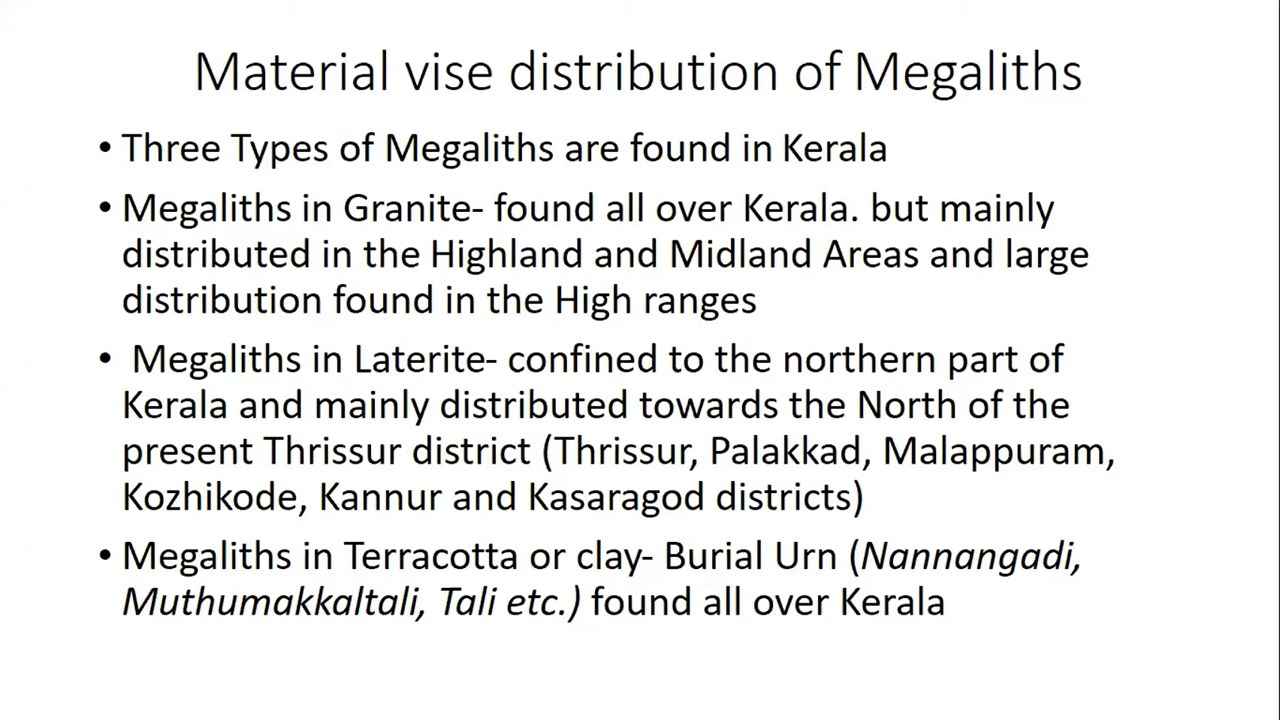 Material vise distribution of Megaliths
• Three Types of Megaliths are found in Kerala
• Megaliths in Granite- found all over Kerala. but mainly
distributed in the Highland and Midland Areas and large
distribution found in the High ranges
• Megaliths in Laterite- confined to the northern part of
Kerala and mainly distributed towards the North of the
present Thrissur district (Thrissur, Palakkad, Malappuram,
Kozhikode, Kannur and Kasaragod districts)
• Megaliths in Terracotta or clay- Burial Urn (Nannangadi,
Muthumakkaltali, Tali etc.) found all over Kerala